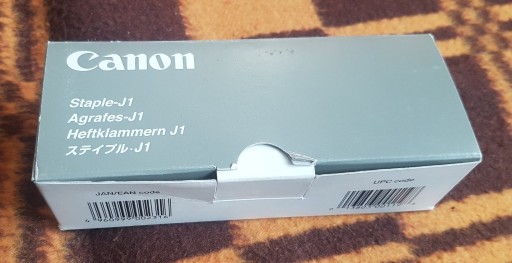 Canon
Staple-J1
Agrafes-J1
Heftklammern J1
ステイプル-J1
JAN/EAN code
UPC code